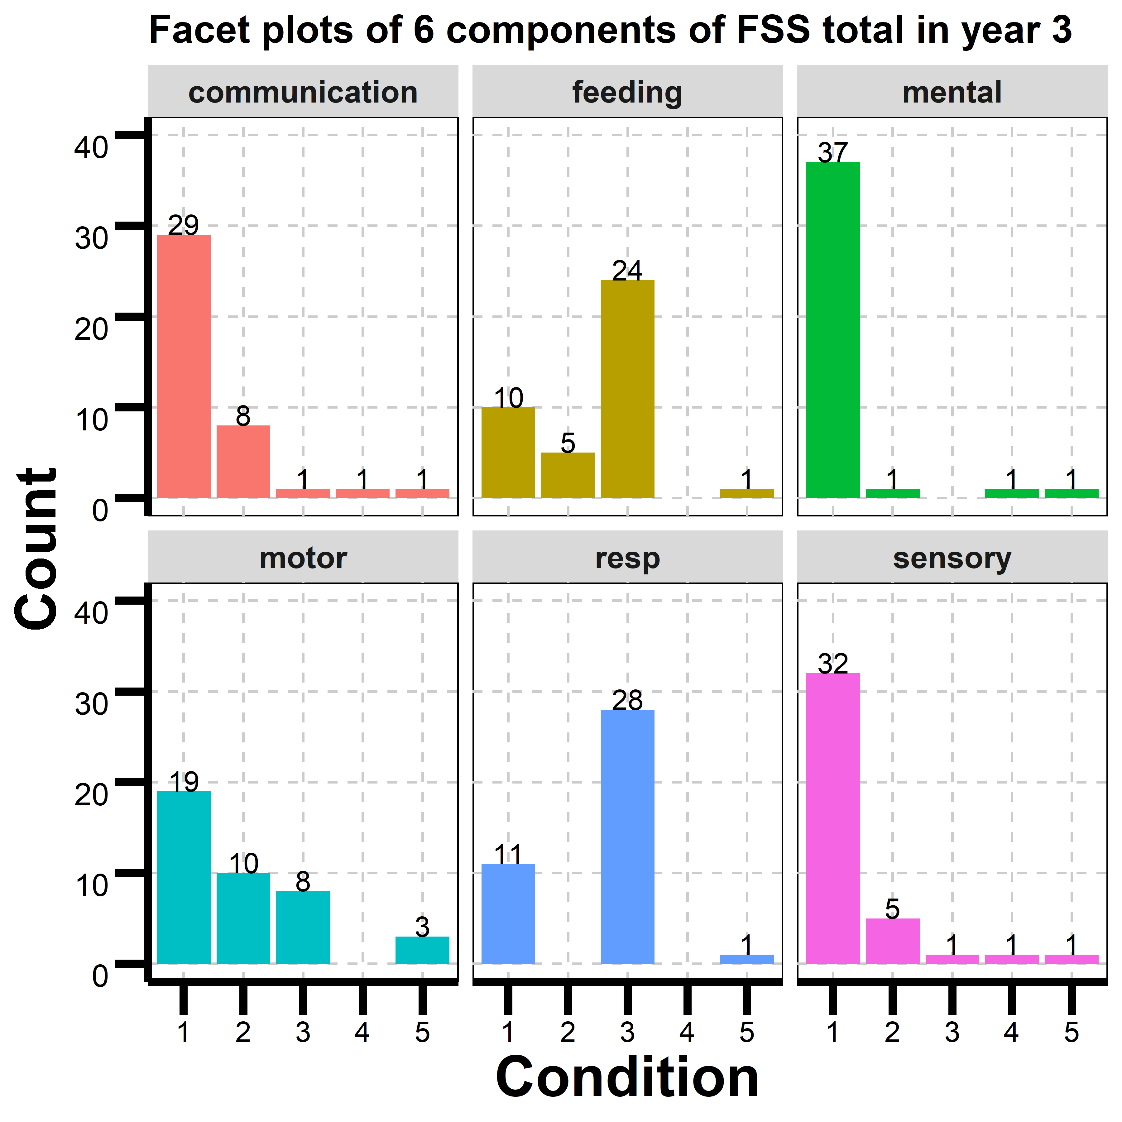 Facet plots of 6 components of FSS total in year 3
communication
feeding
mental
40
30
20
10
0
29
8
1
1
1
10
5
24
1
37
1
1
1
motor
resp
sensory
40
30
20
10
0
19
10
8
3
11
28
1
32
5
1
1
1
1 2 3 4 5
1 2 3 4 5
1 2 3 4 5
Condition
Count